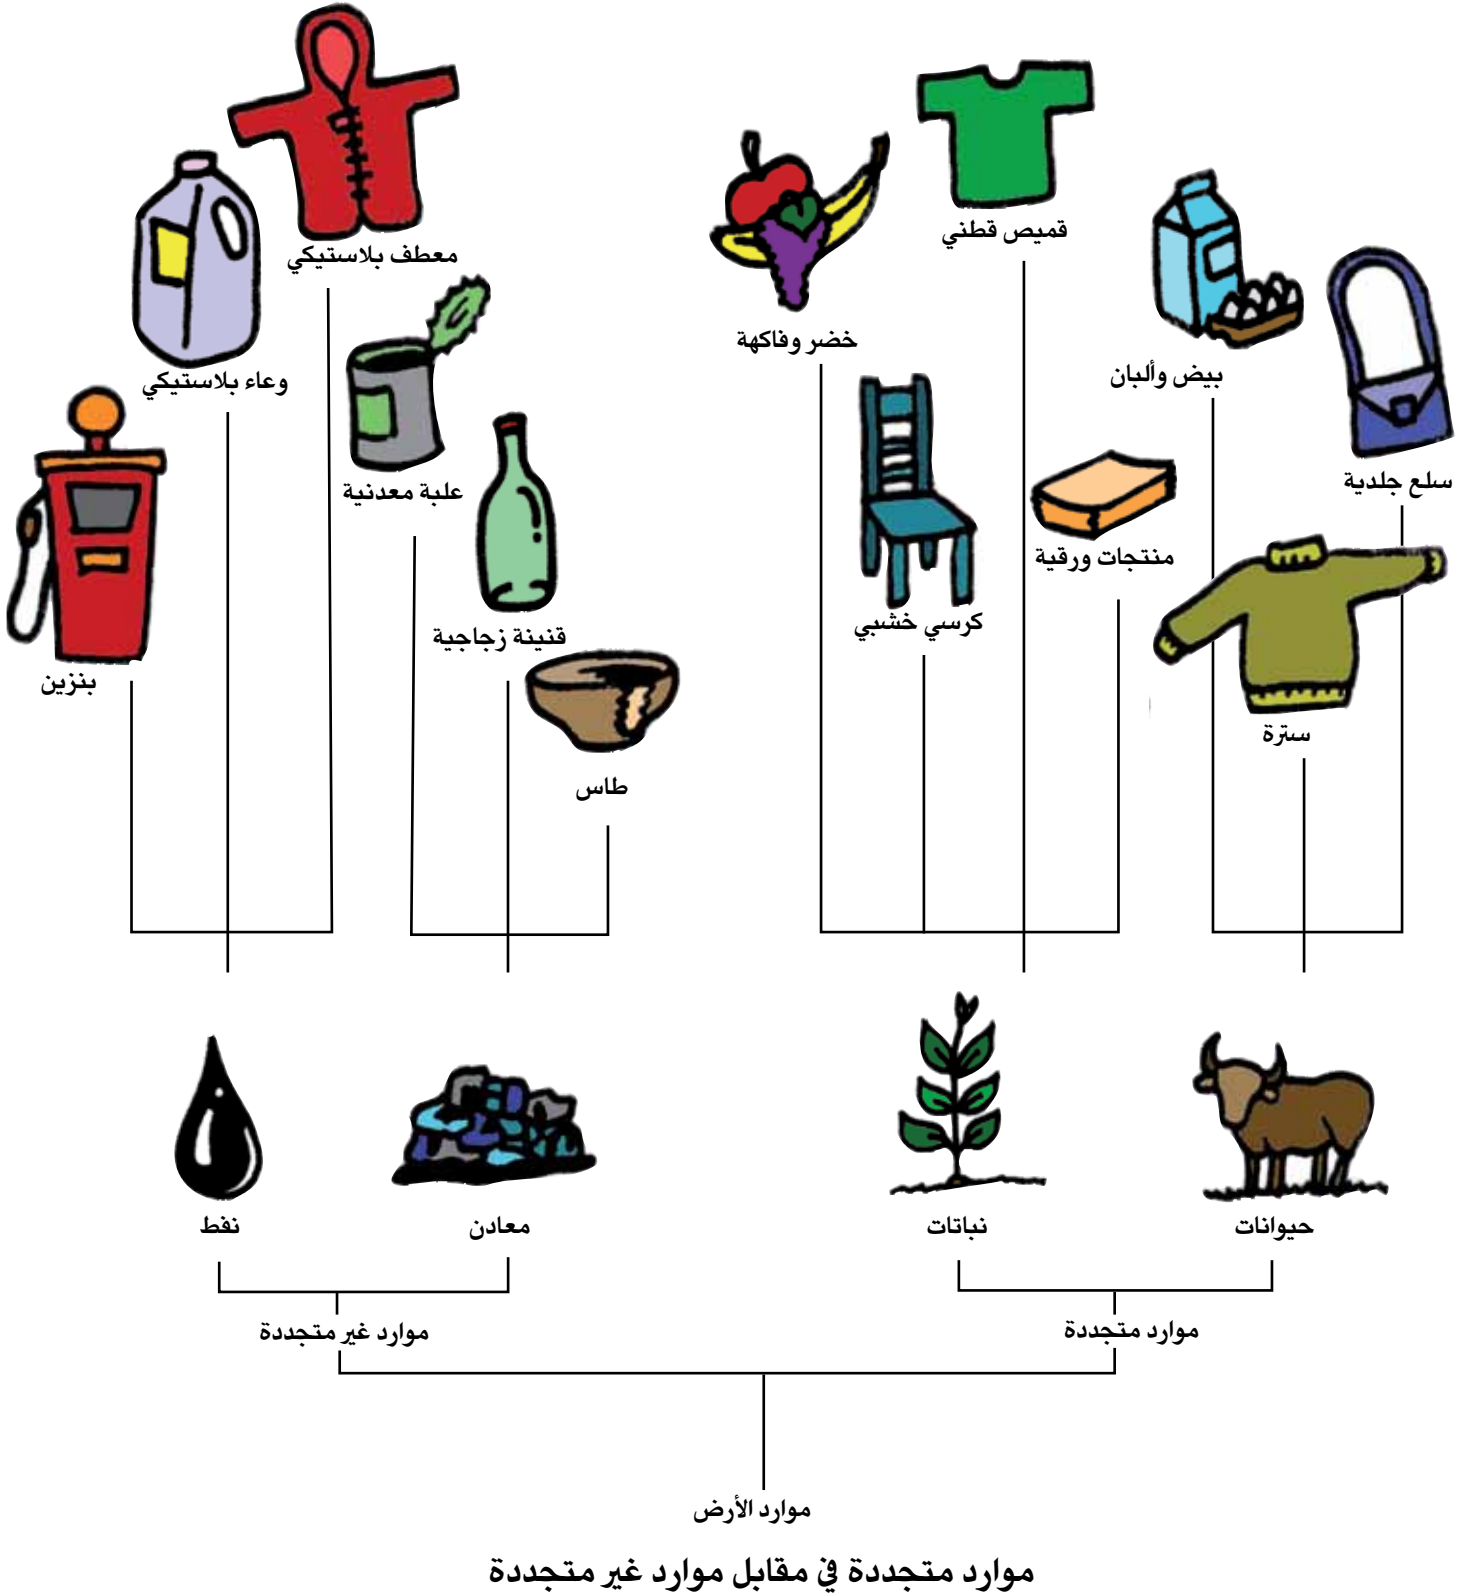 قميص قطني
معطف بلاستيكي
خضر وفاكهة
بيض وألبان
وعاء بلاستيكي
سلع جلدية
علبة معدنية
منتجات ورقية
كرسي خشبي
قنينة زجاجية
بنزين
سترة
طاس
حيوانات
نباتات
معادن
نفط
موارد متجددة
موارد غير متجددة
موارد الأرض
موارد متجددة في مقابل موارد غير متجددة